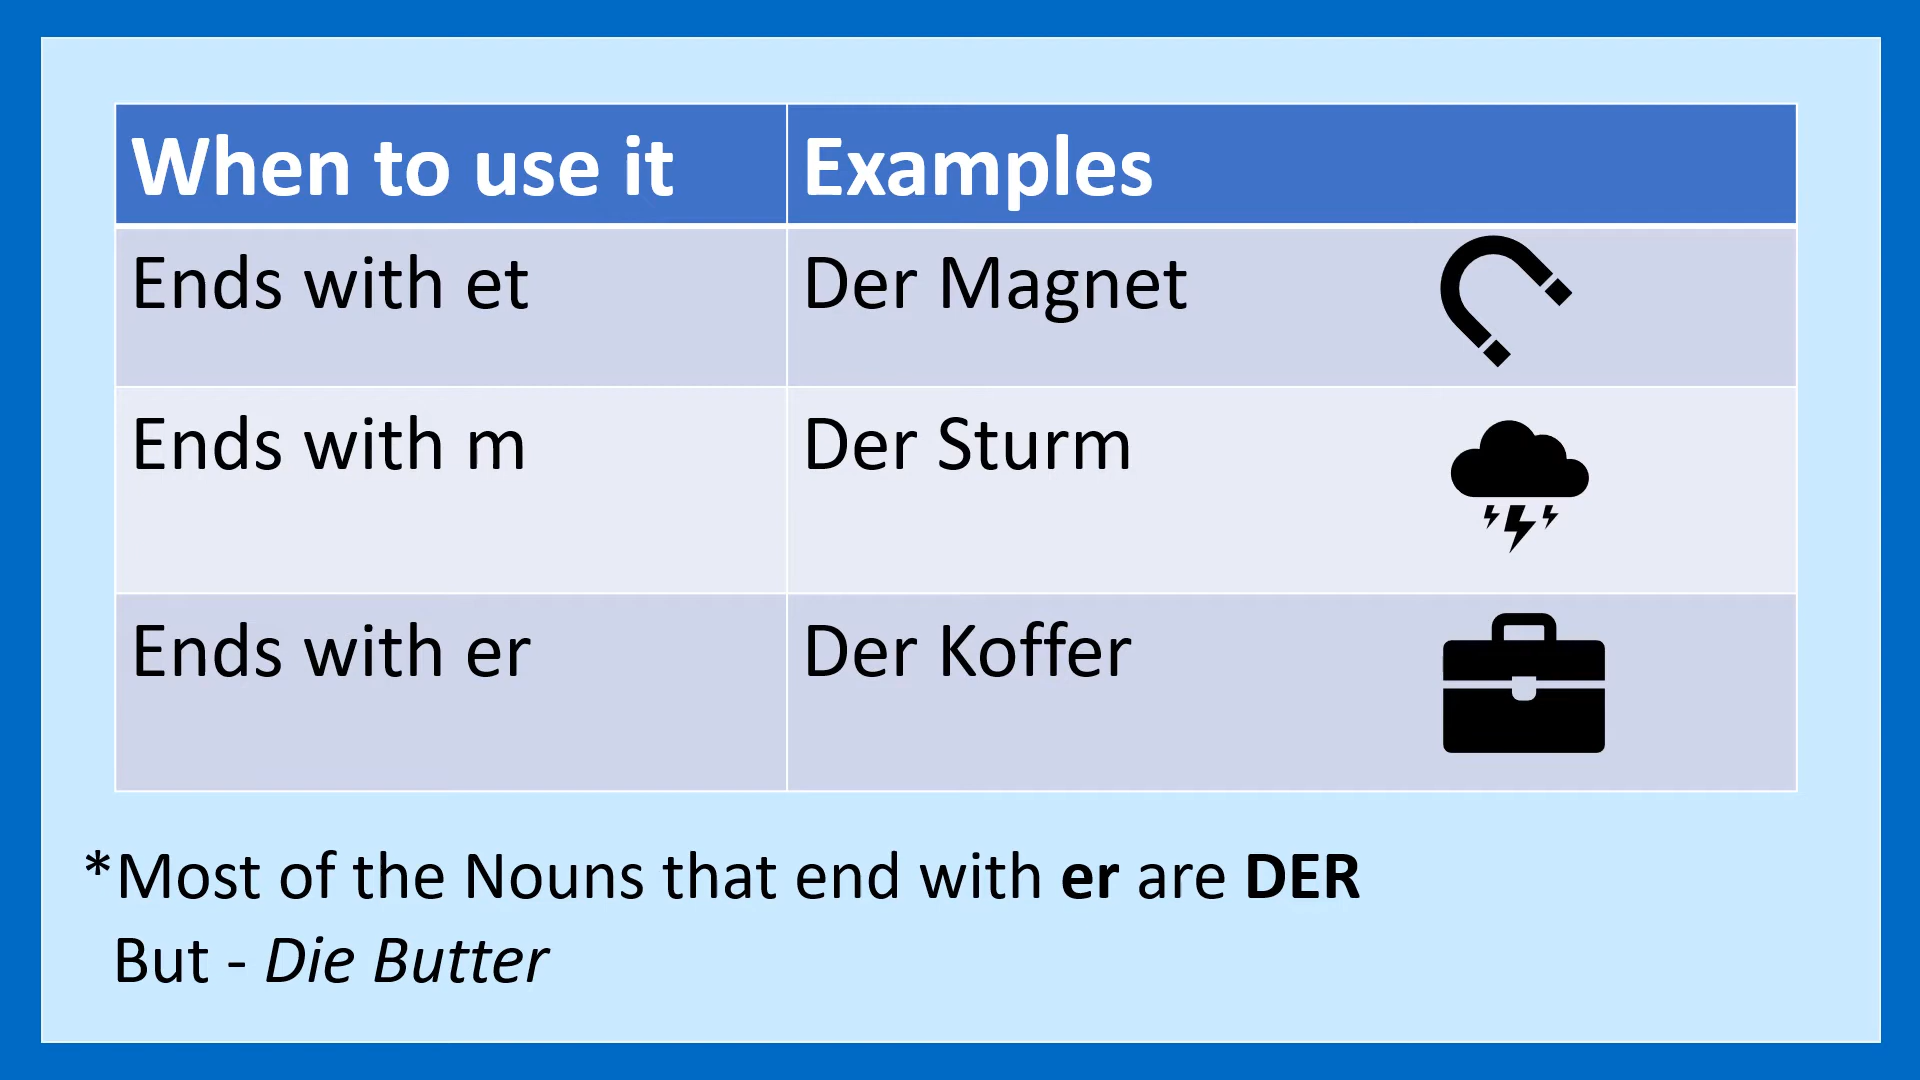 When to use it
Examples
Ends with et
Der Magnet
Ends with m
Der Sturm
Ends with er
Der Koffer
*Most of the Nouns that end with er are DER
But - Die Butter